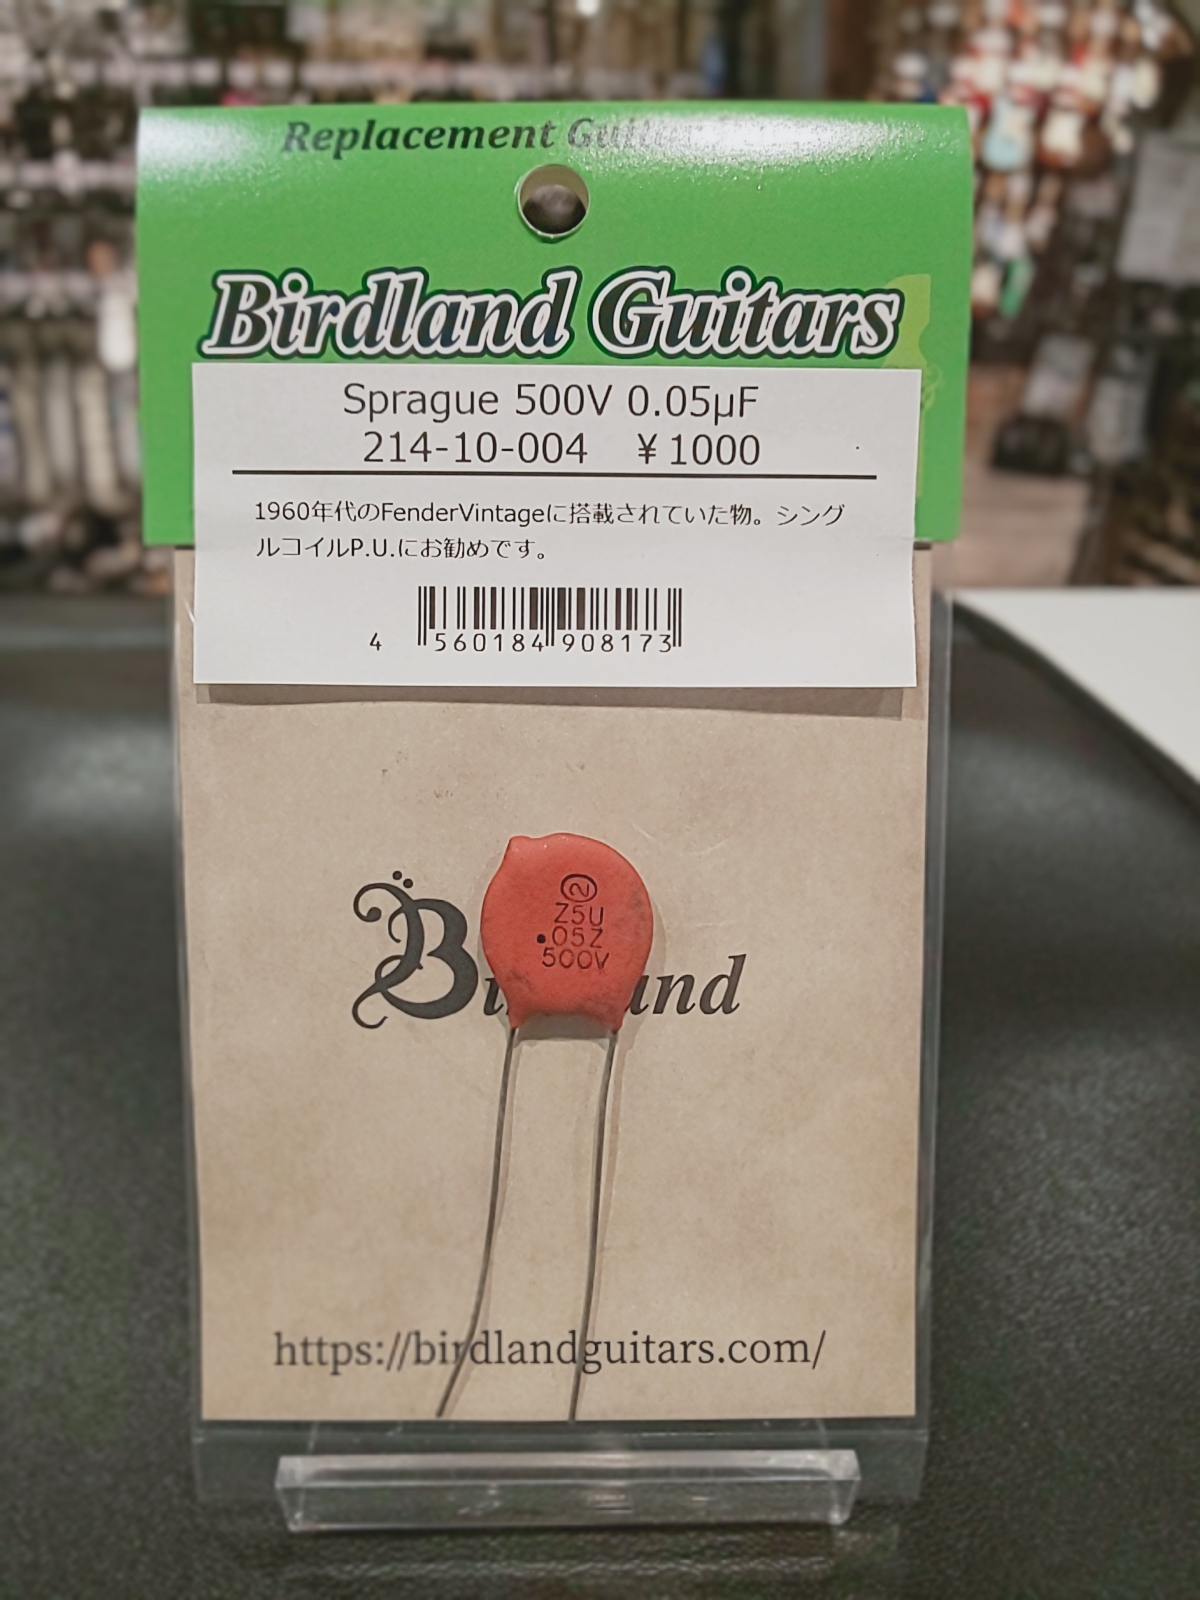 Replacement Guitar
Birdland Guitars
Sprague 500V 0.05µF
214-10-004 ¥1000
1960年代のFenderVintageに搭載されていた物。シング
ルコイルP.U.にお勧めです。
4 560184 908173
2
Z5U
.05Z
500V
https://birdlandguitars.com/